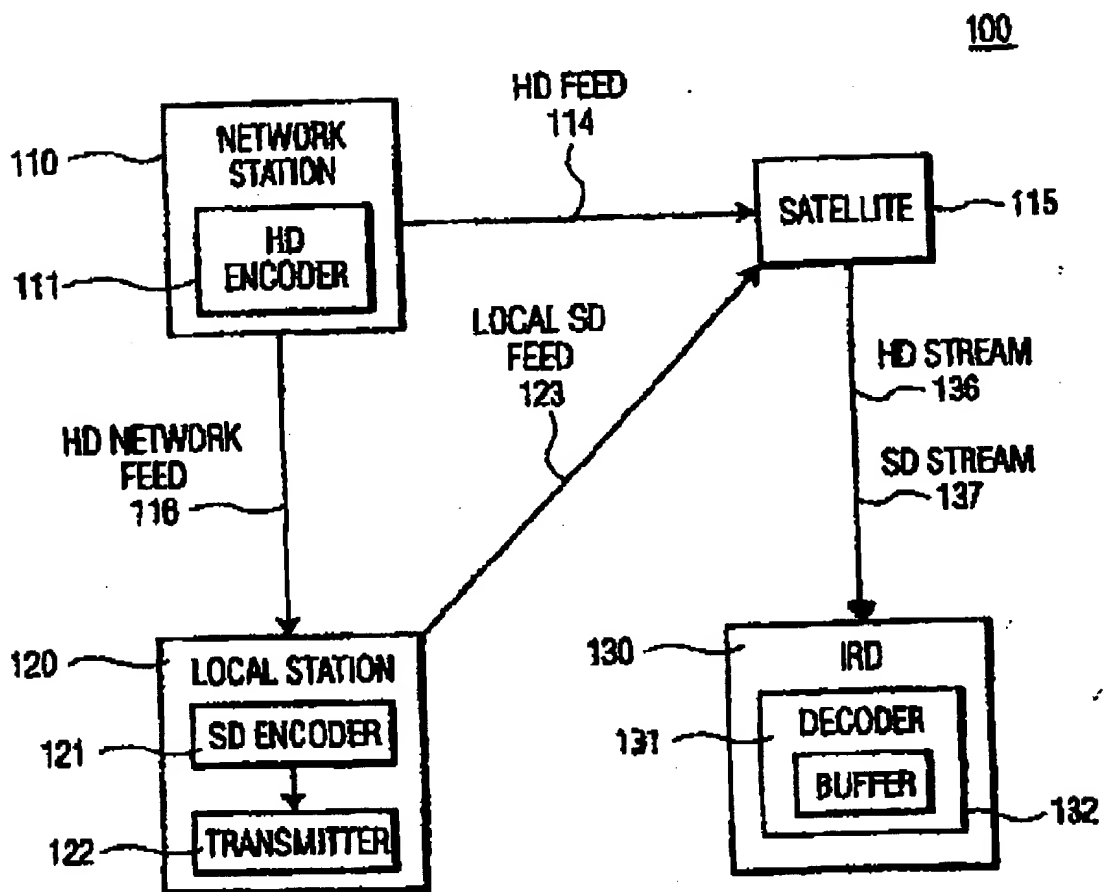 100
HD FEED
114
110
NETWORK
STATION
HD
ENCODER
111
SATELLITE
115
LOCAL SD
FEED
123
HD STREAM
136
HD NETWORK
FEED
116
SD STREAM
137
120
LOCAL STATION
SD ENCODER
121
TRANSMITTER
122
130
IRD
DECODER
131
BUFFER
132